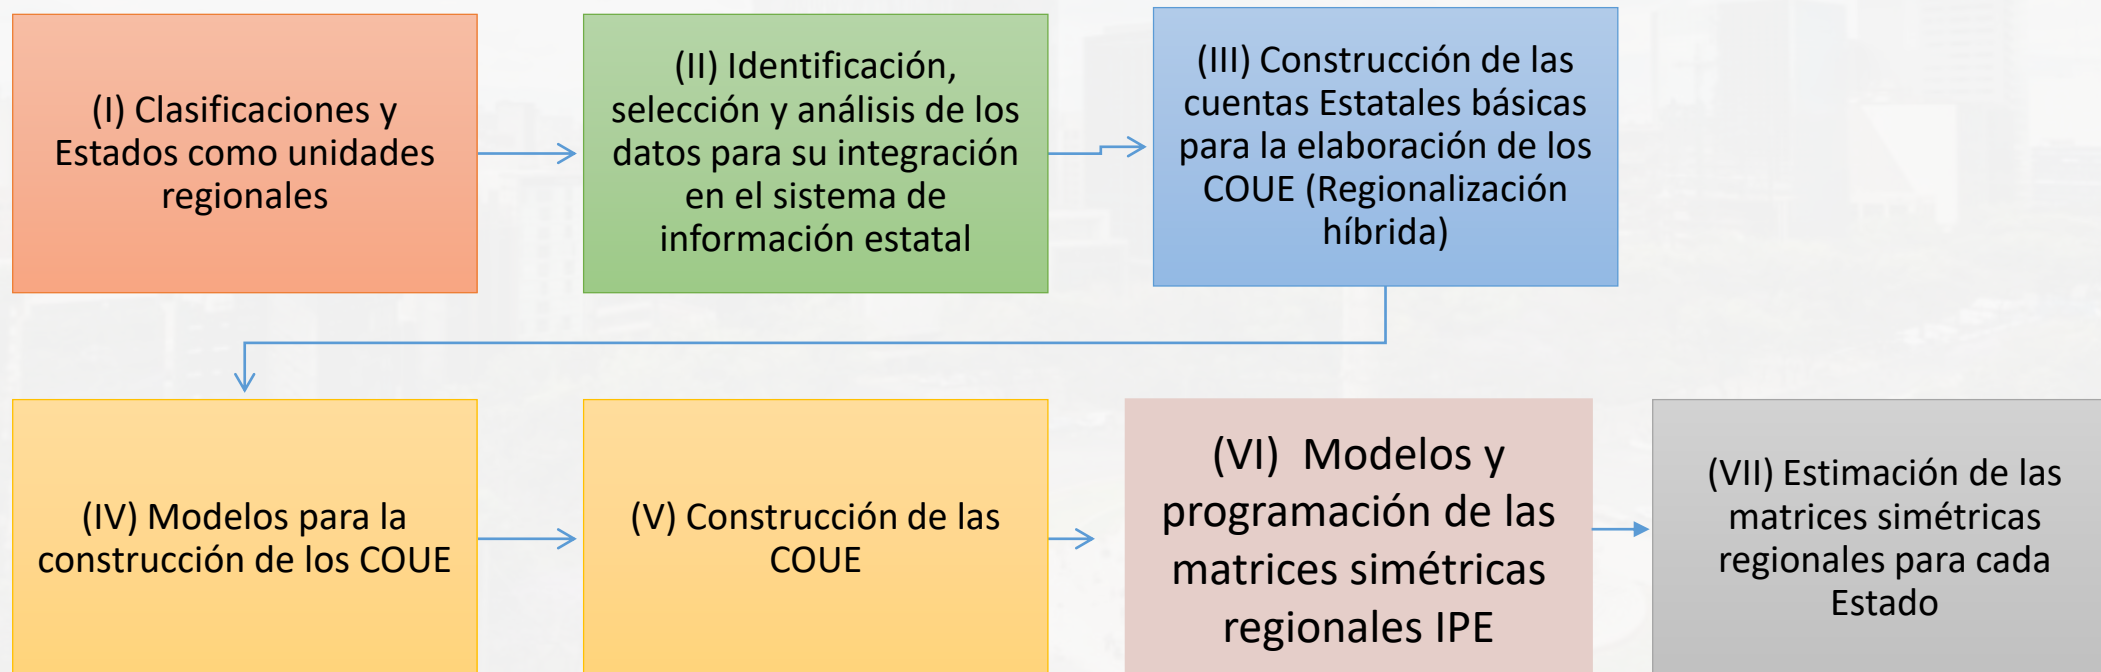 (I) Clasificaciones y
Estados como unidades
regionales
(II) Identificación,
selección y análisis de los
datos para su integración
en el sistema de
información estatal
(III) Construcción de las
cuentas Estatales básicas
para la elaboración de los
COUE (Regionalización
híbrida)
(IV) Modelos para la
construcción de los COUE
(V) Construcción de las
COUE
(VI) Modelos y
programación de las
matrices simétricas
regionales IPE
(VII) Estimación de las
matrices simétricas
regionales para cada
Estado